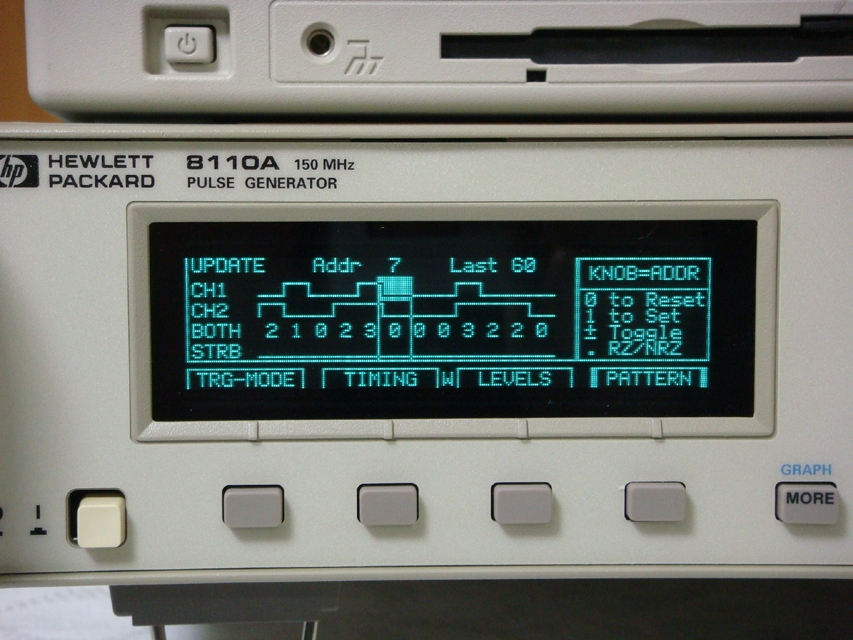 hp HEWLETT PACKARD
8110A 150 MHz
PULSE GENERATOR
UPDATE Addr 7 Last 60
CH1
CH2
BOTH 2 1 0 2 3 0 0 0 3 2 2 0
STRB
KNOB=ADDR
0 to Reset
1 to Set
± Toggle
. RZ/NRZ
TRG-MODE TIMING W LEVELS PATTERN
GRAPH
MORE